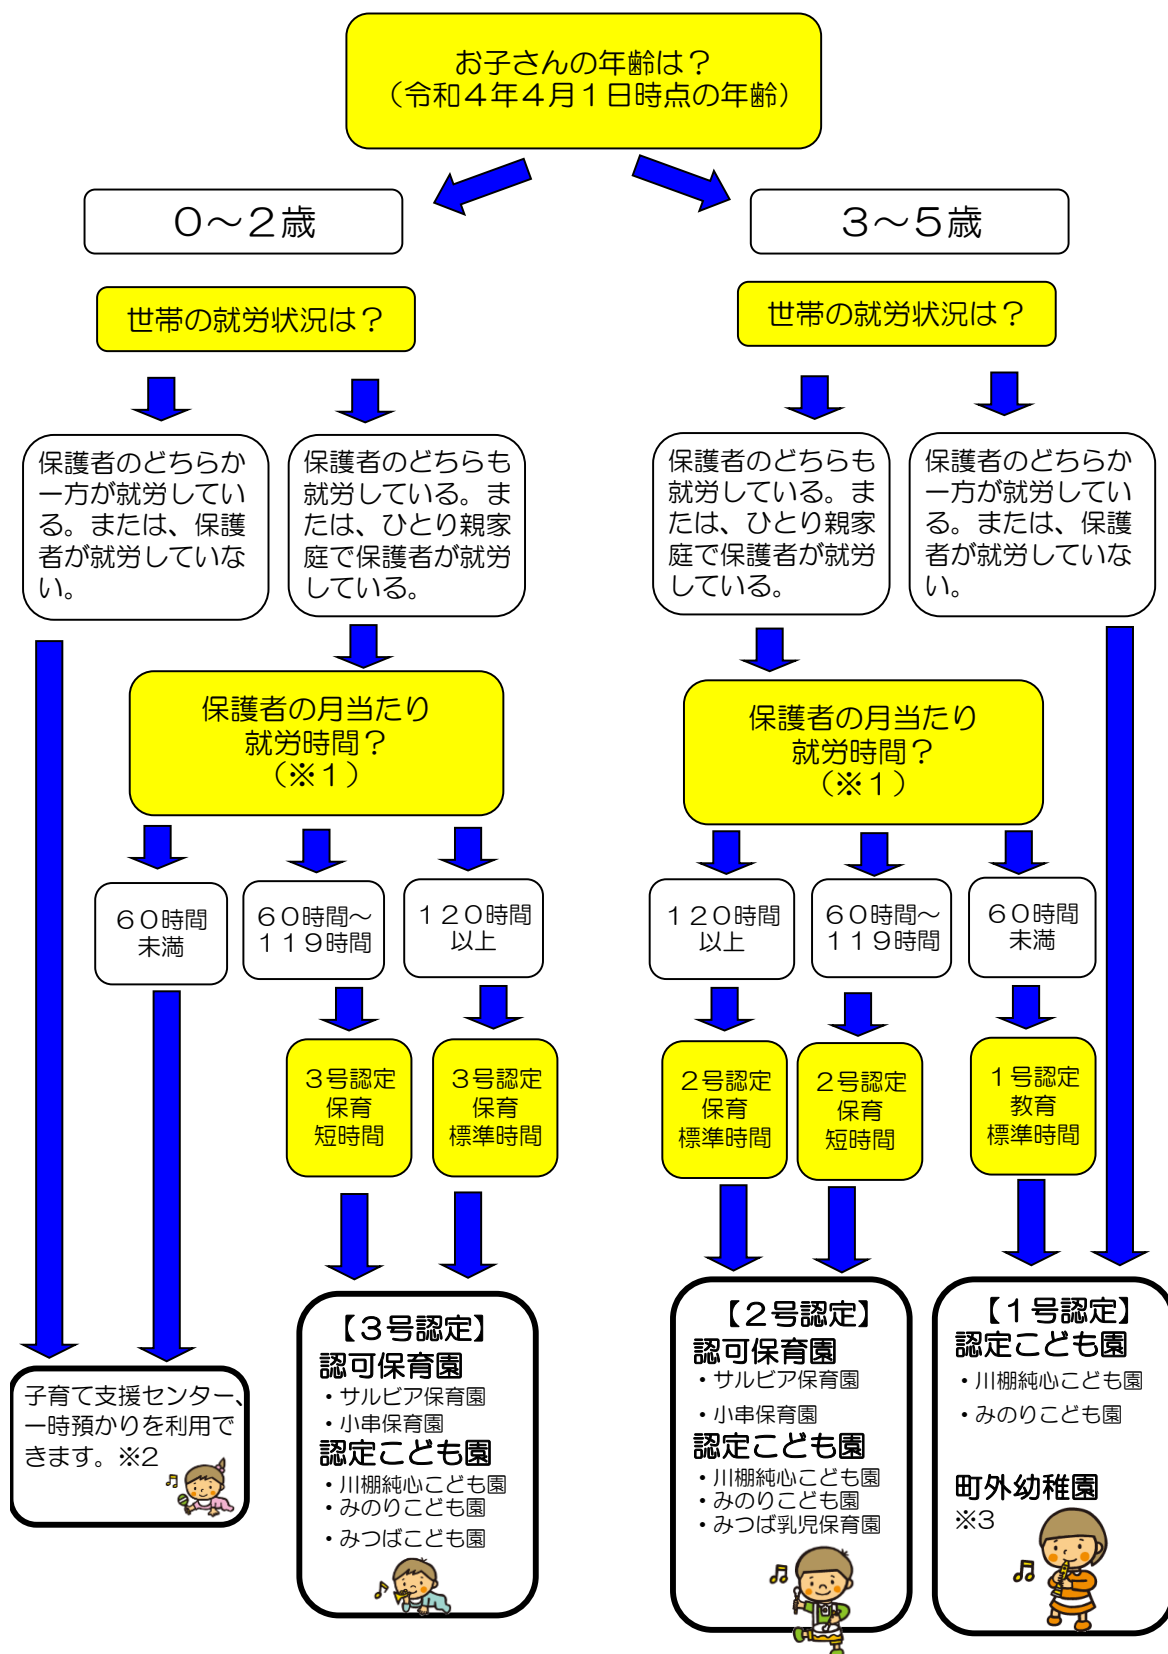 お子さんの年齢は？
（令和４年４月１日時点の年齢）
０～２歳
３～５歳
世帯の就労状況は？
世帯の就労状況は？
保護者のどちらか
一方が就労してい
る。または、保護
者が就労していな
い。
保護者のどちらも
就労している。ま
たは、ひとり親家
庭で保護者が就労
している。
保護者のどちらも
就労している。ま
たは、ひとり親家
庭で保護者が就労
している。
保護者のどちらか
一方が就労してい
る。または、保護
者が就労していな
い。
保護者の月当たり
就労時間？
（※１）
保護者の月当たり
就労時間？
（※１）
６０時間
未満
６０時間～
１１９時間
１２０時間
以上
１２０時間
以上
６０時間～
１１９時間
６０時間
未満
３号認定
保育
短時間
３号認定
保育
標準時間
２号認定
保育
標準時間
２号認定
保育
短時間
１号認定
教育
標準時間
子育て支援センター、
一時預かりを利用で
きます。※2
【３号認定】
認可保育園
・サルビア保育園
・小串保育園
認定こども園
・川棚純心こども園
・みのりこども園
・みつばこども園
【２号認定】
認可保育園
・サルビア保育園
・小串保育園
認定こども園
・川棚純心こども園
・みのりこども園
・みつば乳児保育園
【１号認定】
認定こども園
・川棚純心こども園
・みのりこども園
町外幼稚園
※3